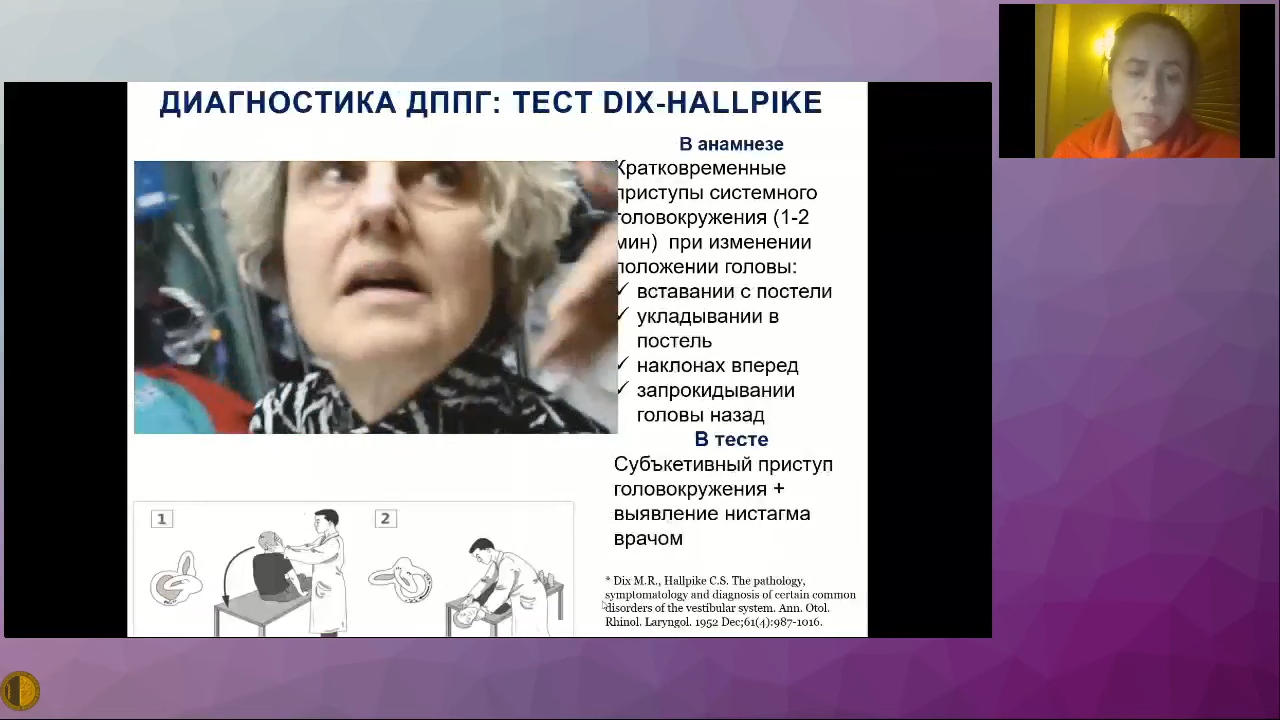 ДИАГНОСТИКА ДППГ: ТЕСТ DIX-HALLPIKE
В анамнезе
Кратковременные
приступы системного
головокружения (1-2
мин) при изменении
положении головы:
✓ вставании с постели
✓ укладывании в
постель
✓ наклонах вперед
✓ запрокидывании
головы назад
В тесте
Субъкетивный приступ
головокружения +
выявление нистагма
врачом
1
2
* Dix M.R., Hallpike C.S. The pathology,
symptomatology and diagnosis of certain common
disorders of the vestibular system. Ann. Otol.
Rhinol. Laryngol. 1952 Dec;61(4):987-1016.